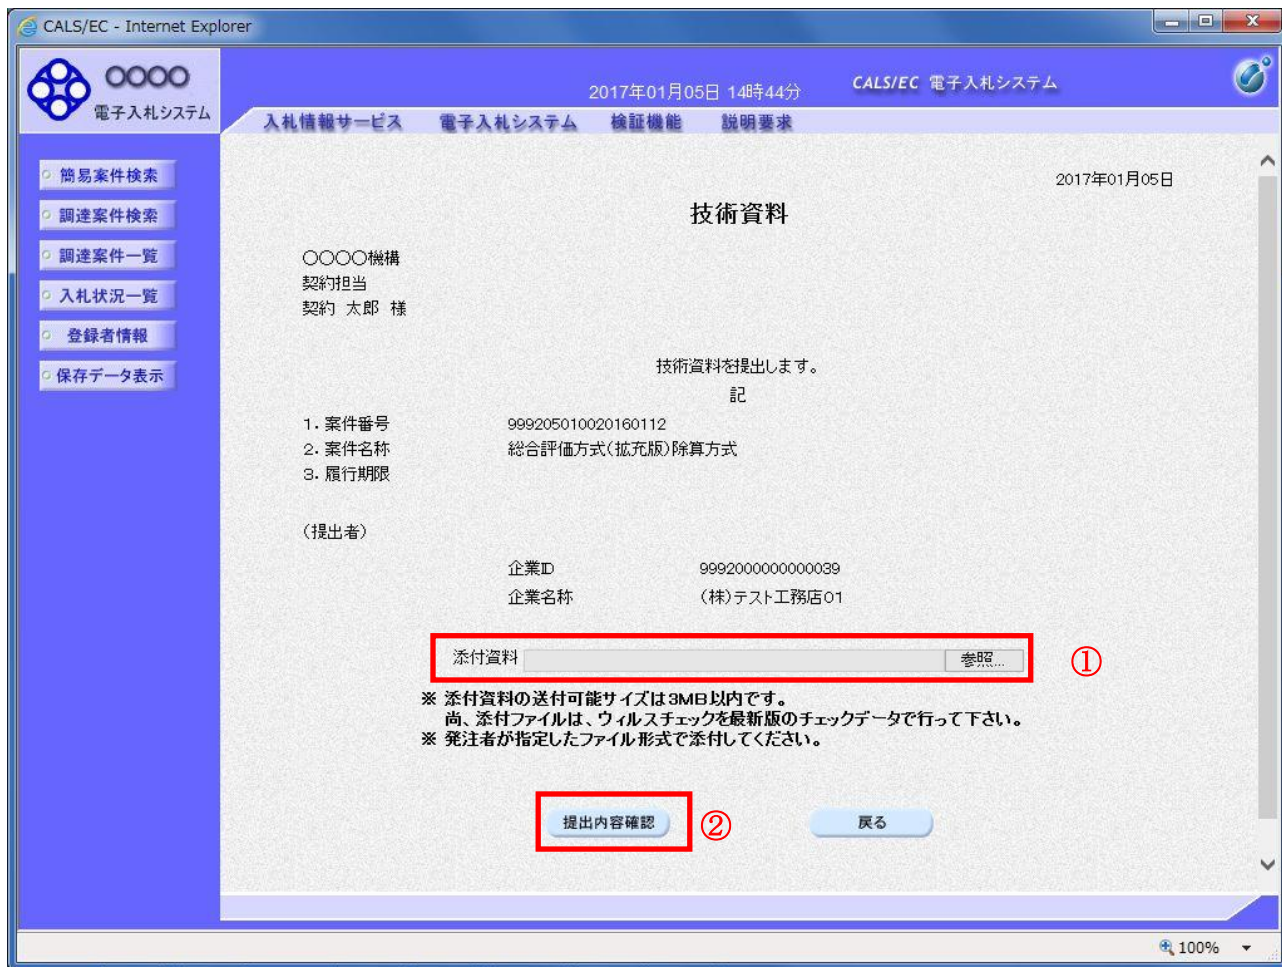 CALS/EC - Internet Explorer
○○○○
電子入札システム
2017年01月05日 14時44分
CALS/EC 電子入札システム
入札情報サービス 電子入札システム 検証機能 説明要求
簡易案件検索
調達案件検索
調達案件一覧
入札状況一覧
登録者情報
保存データ表示
2017年01月05日
技術資料
○○○○機構
契約担当
契約 太郎 様
技術資料を提出します。
記
1.案件番号 999205010020160112
2.案件名称 総合評価方式(拡充版)除算方式
3.履行期限
(提出者)
企業ID 9992000000000039
企業名称 (株)テスト工務店01
添付資料 参照... ①
※ 添付資料の送付可能サイズは3MB以内です。
尚、添付ファイルは、ウィルスチェックを最新版のチェックデータで行って下さい。
※ 発注者が指定したファイル形式で添付してください。
提出内容確認 ② 戻る
100%